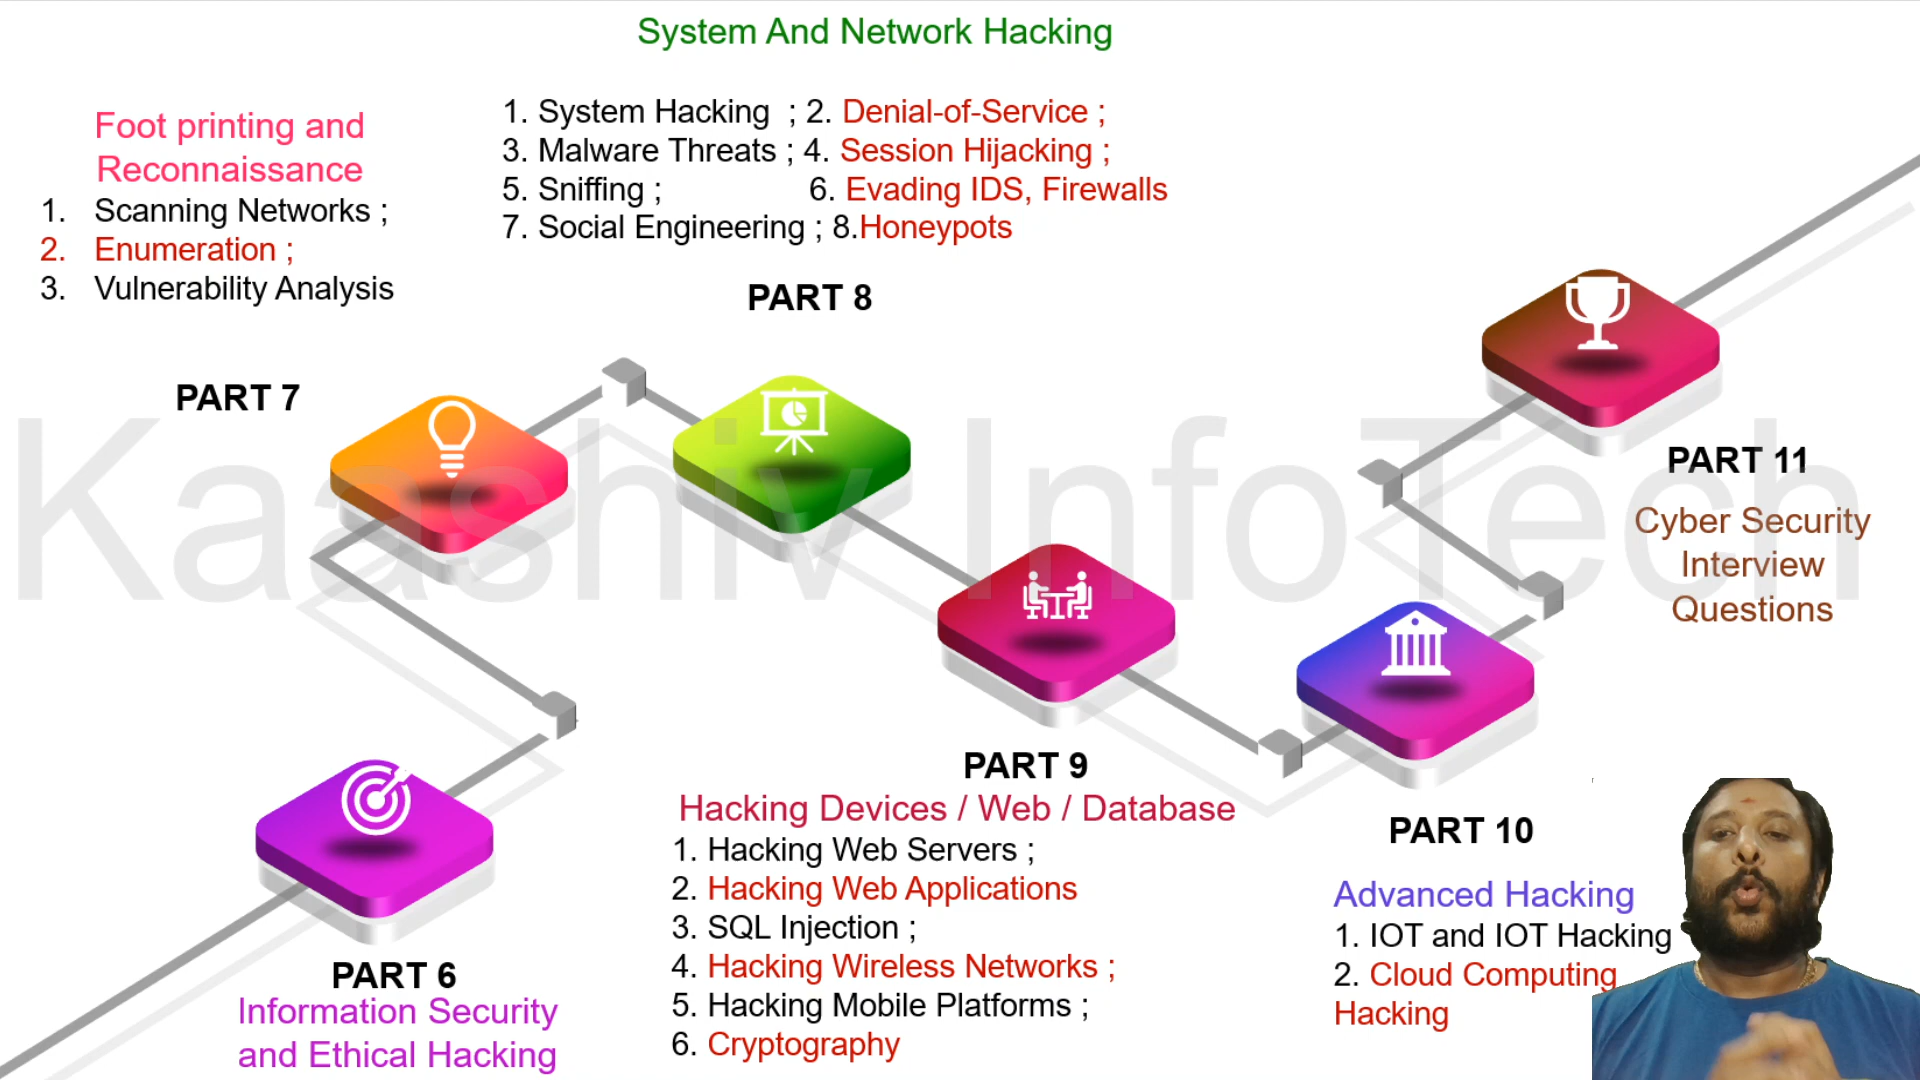 System And Network Hacking
1. System Hacking ; 2. Denial-of-Service ;
3. Malware Threats ; 4. Session Hijacking ;
5. Sniffing ; 6. Evading IDS, Firewalls
7. Social Engineering ; 8.Honeypots
PART 8
Foot printing and
Reconnaissance
1. Scanning Networks ;
2. Enumeration ;
3. Vulnerability Analysis
PART 7
Kaashiv InfoTech
PART 11
Cyber Security
Interview
Questions
PART 9
Hacking Devices / Web / Database
1. Hacking Web Servers ;
2. Hacking Web Applications
3. SQL Injection ;
4. Hacking Wireless Networks ;
5. Hacking Mobile Platforms ;
6. Cryptography
PART 10
Advanced Hacking
1. IOT and IOT Hacking
2. Cloud Computing
Hacking
PART 6
Information Security
and Ethical Hacking